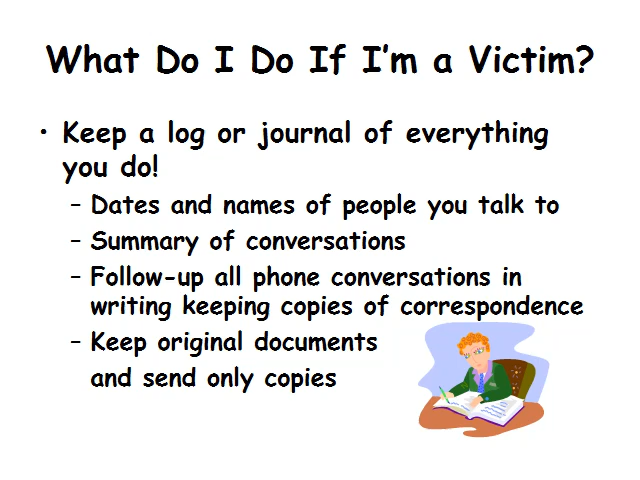 What Do I Do If I'm a Victim?
• Keep a log or journal of everything
you do!
– Dates and names of people you talk to
– Summary of conversations
– Follow-up all phone conversations in
writing keeping copies of correspondence
– Keep original documents
and send only copies